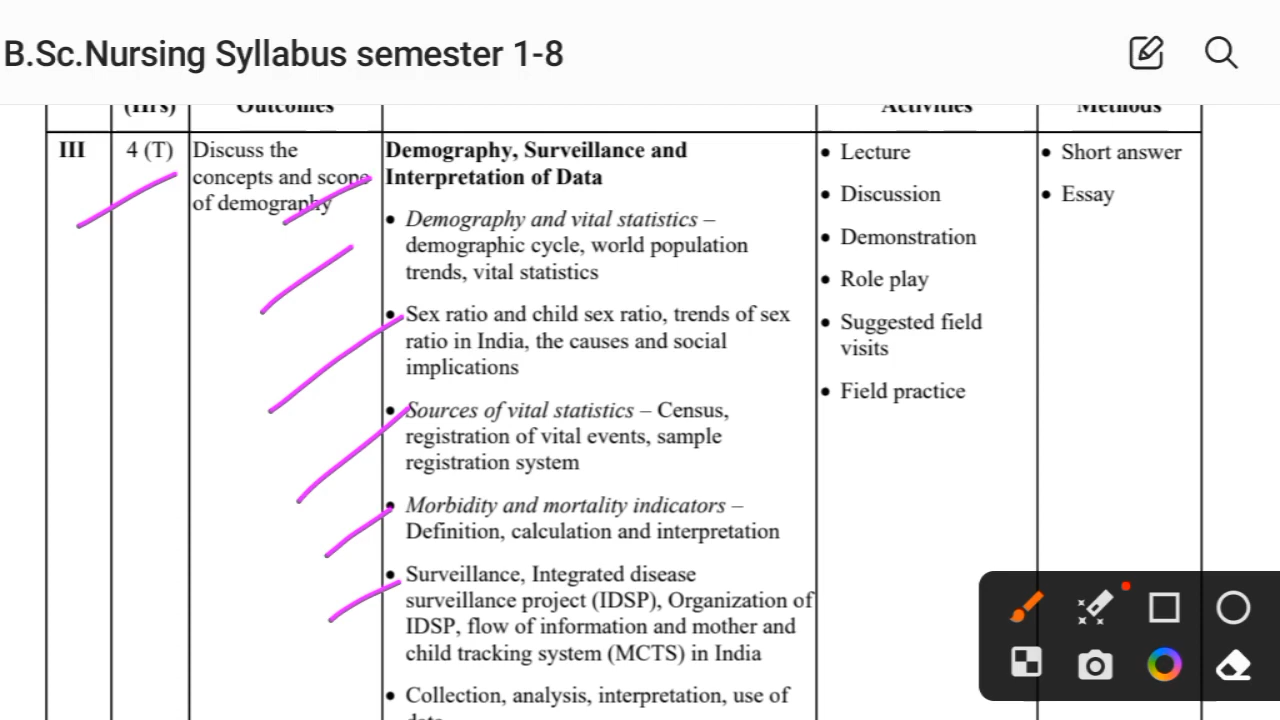 B.Sc.Nursing Syllabus semester 1-8
(Hrs) Outcomes Activities Methods
III
4 (T)
Discuss the
concepts and scope
of demography
Demography, Surveillance and
Interpretation of Data
• Demography and vital statistics –
demographic cycle, world population
trends, vital statistics
• Sex ratio and child sex ratio, trends of sex
ratio in India, the causes and social
implications
• Sources of vital statistics – Census,
registration of vital events, sample
registration system
• Morbidity and mortality indicators –
Definition, calculation and interpretation
• Surveillance, Integrated disease
surveillance project (IDSP), Organization of
IDSP, flow of information and mother and
child tracking system (MCTS) in India
• Collection, analysis, interpretation, use of
data
• Lecture
• Discussion
• Demonstration
• Role play
• Suggested field
visits
• Field practice
• Short answer
• Essay